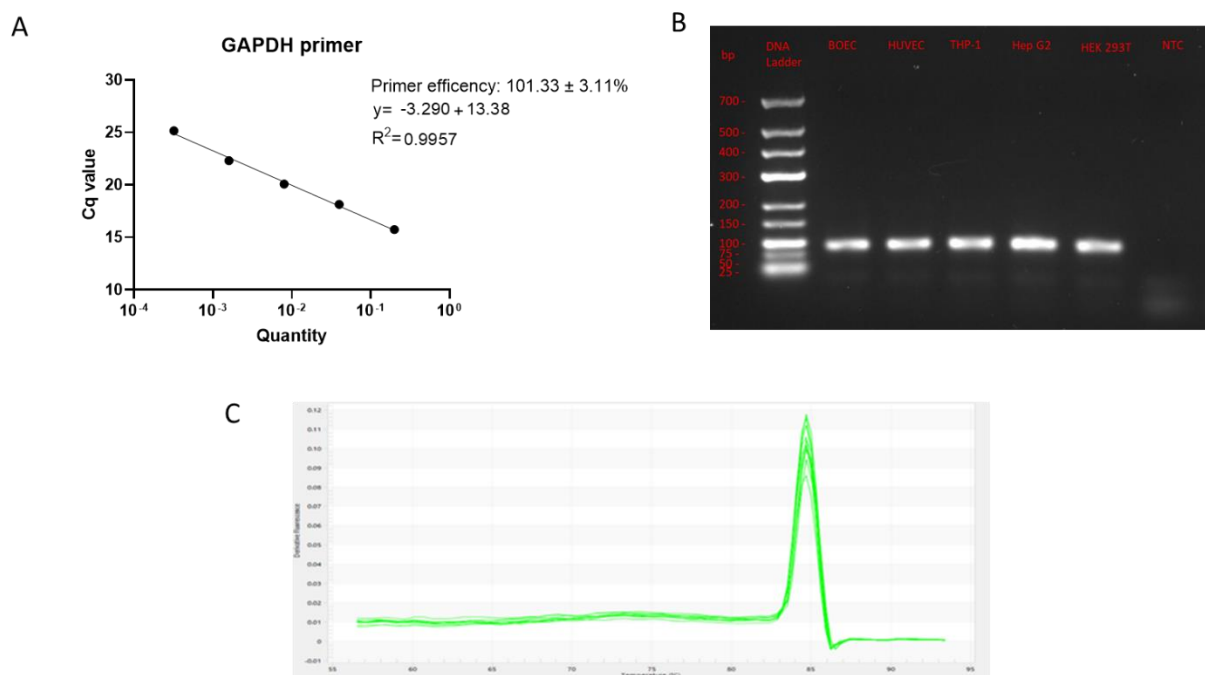 A
GAPDH primer
Primer efficency: 101.33 ± 3.11%
y= -3.290 + 13.38
R²= 0.9957
30
25
20
15
10
Cq value
10⁻⁴ 10⁻³ 10⁻² 10⁻¹ 10⁰
Quantity
B
bp DNA Ladder BOEC HUVEC THP-1 Hep G2 HEK 293T NTC
700 -
500 -
400 -
300 -
200 -
150 -
100 -
75 -
50 -
25 -
C
0.12
0.11
0.10
0.09
0.08
0.07
0.06
0.05
0.04
0.03
0.02
0.01
0
-0.01
Derivative fluorescence
55 60 65 70 75 80 85 90 95